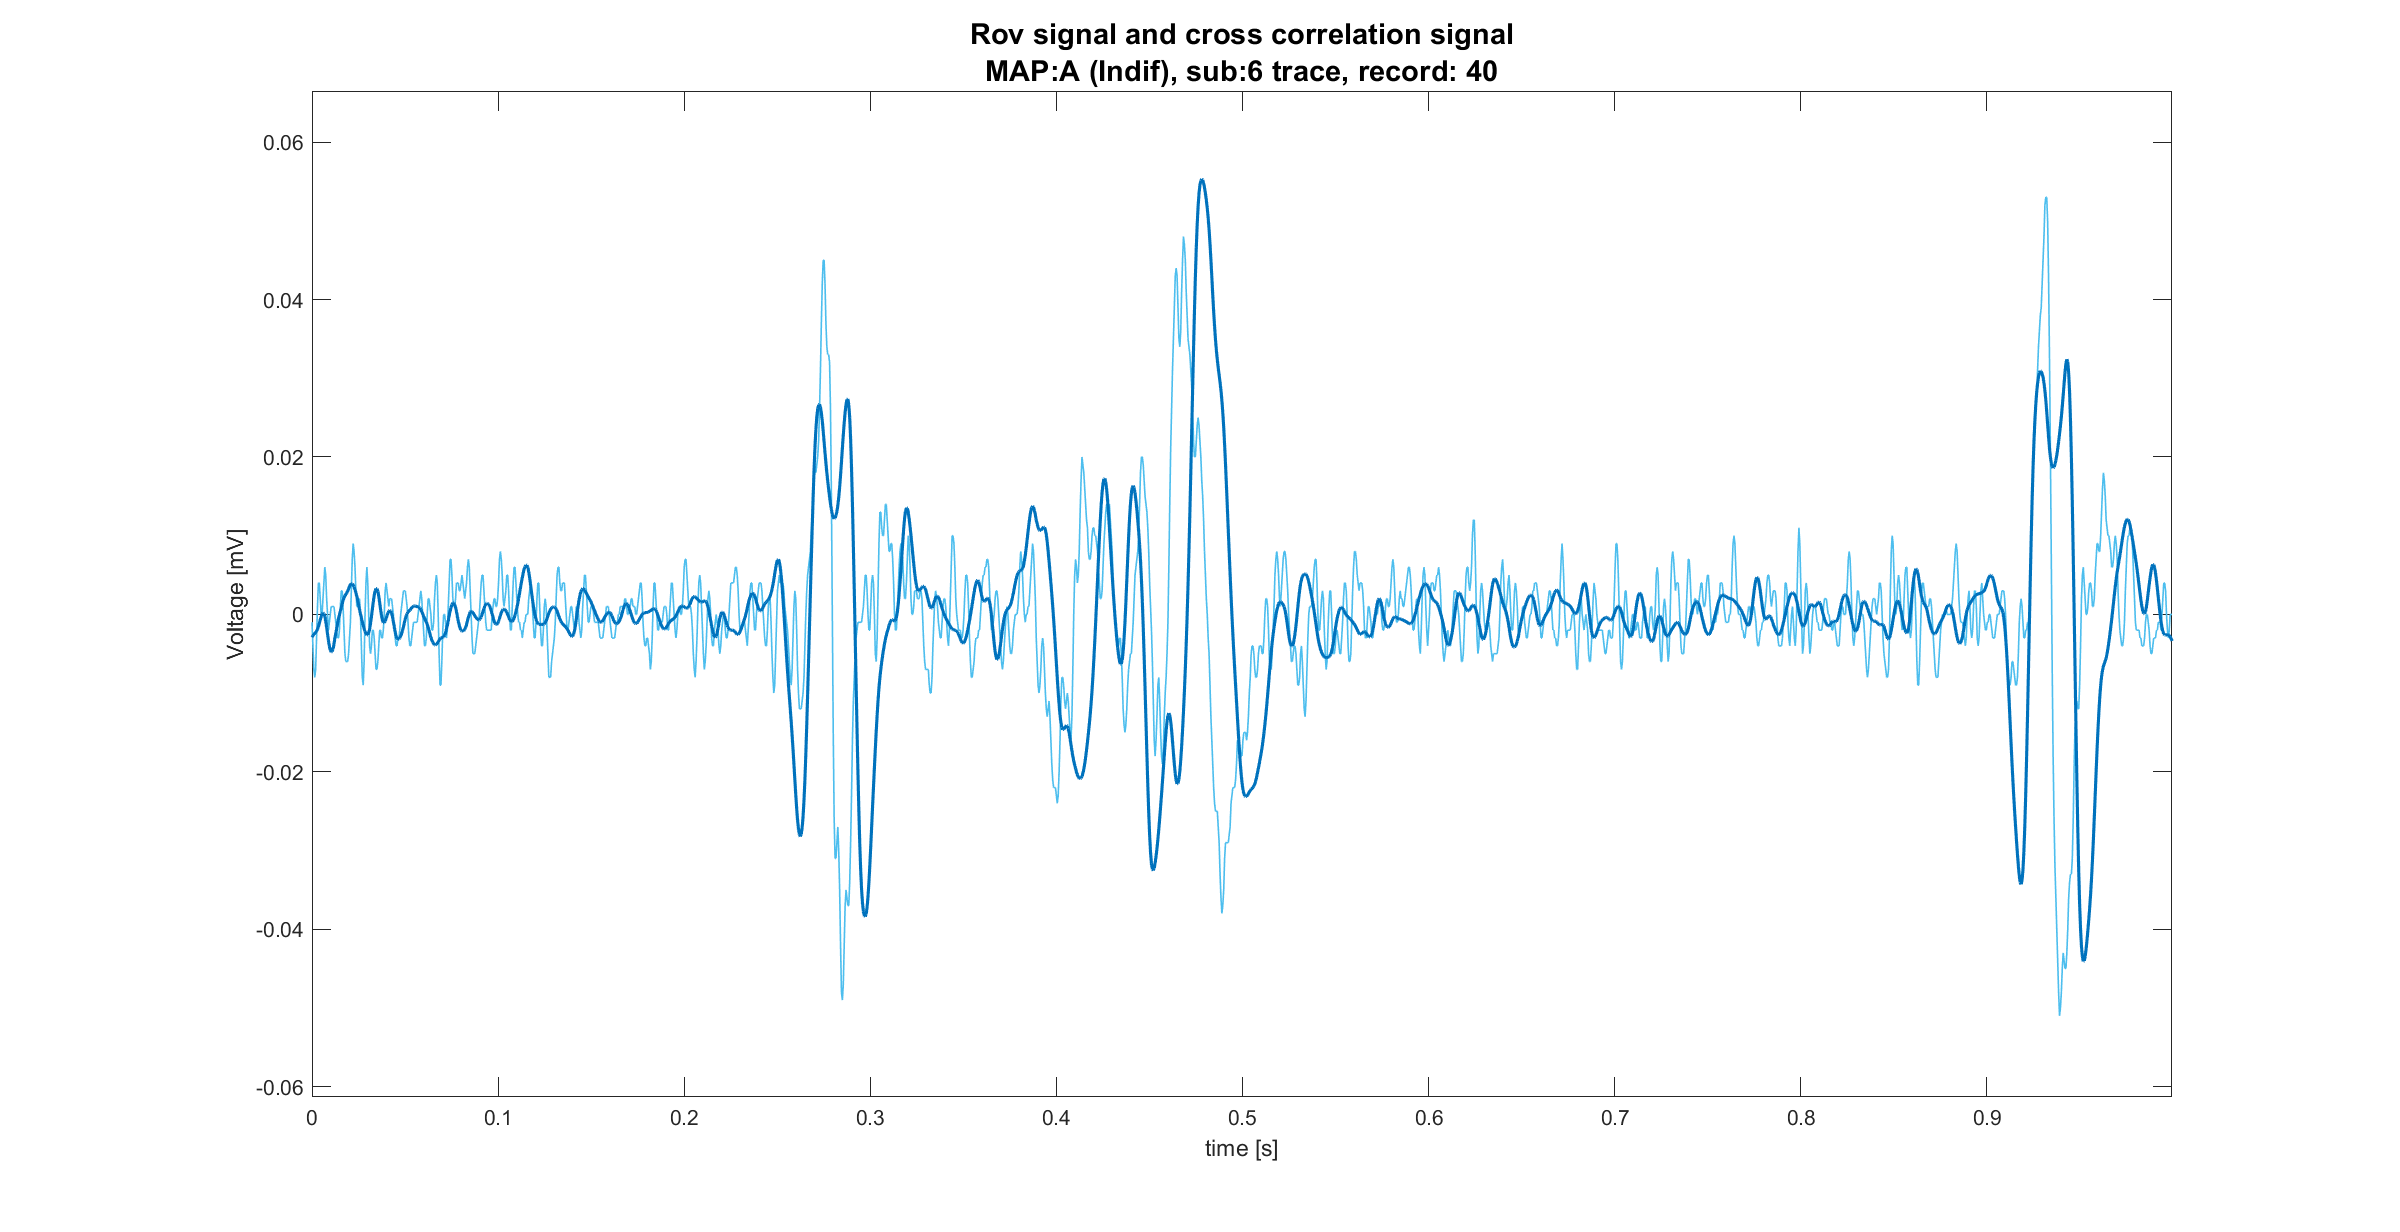 Rov signal and cross correlation signal
MAP:A (Indif), sub:6 trace, record: 40
Voltage [mV]
0.06
0.04
0.02
0
-0.02
-0.04
-0.06
0 0.1 0.2 0.3 0.4 0.5 0.6 0.7 0.8 0.9
time [s]